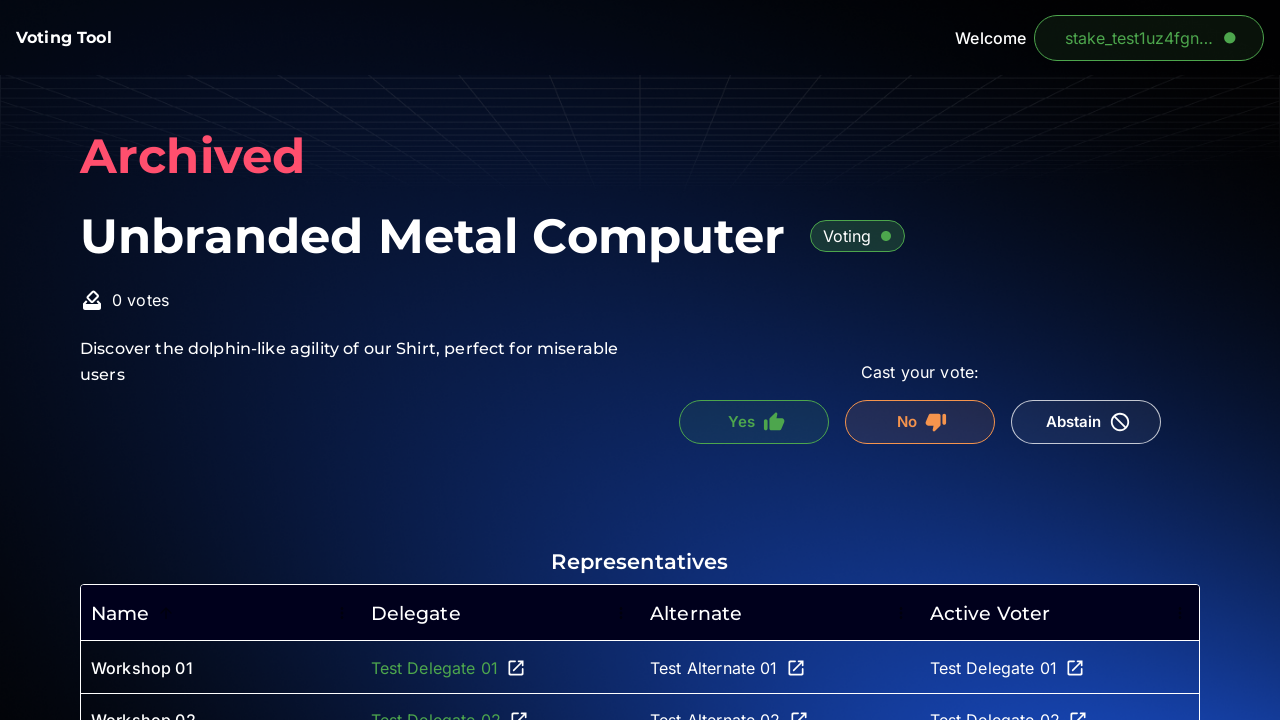 Voting Tool
Welcome
stake_test1uz4fgn...
Archived
Unbranded Metal Computer
Voting
0 votes
Discover the dolphin-like agility of our Shirt, perfect for miserable
users
Cast your vote:
Yes
No
Abstain
Representatives
Name Delegate Alternate Active Voter
Workshop 01 Test Delegate 01 Test Alternate 01 Test Delegate 01
Workshop 02 Test Delegate 02 Test Alternate 02 Test Delegate 02